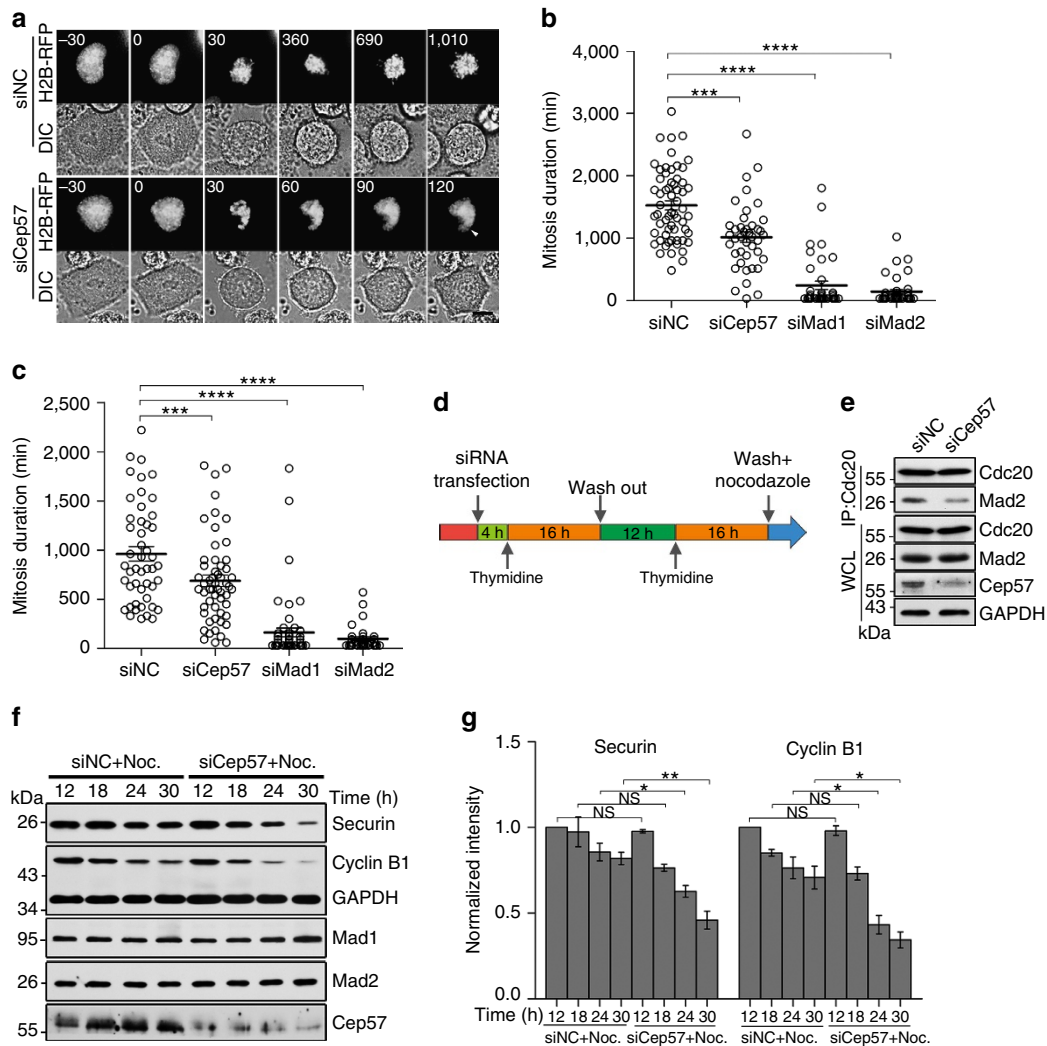 a
siNC
H2B-RFP
DIC
−30 0 30 360 690 1,010
siCep57
H2B-RFP
DIC
−30 0 30 60 90 120
b
Mitosis duration (min)
4,000
3,000
2,000
1,000
0
****
****
***
siNC siCep57 siMad1 siMad2
c
Mitosis duration (min)
2,500
2,000
1,500
1,000
500
0
****
****
***
siNC siCep57 siMad1 siMad2
d
siRNA
transfection
Wash out
Wash+
nocodazole
4 h 16 h 12 h 16 h
Thymidine Thymidine
e
siNC siCep57
IP:Cdc20
55 Cdc20
26 Mad2
WCL
Cdc20
26 Mad2
55 Cep57
43 GAPDH
kDa
f
siNC+Noc. siCep57+Noc.
kDa 12 18 24 30 12 18 24 30 Time (h)
26 Securin
Cyclin B1
43
GAPDH
34
95 Mad1
26 Mad2
55 Cep57
g
Normalized intensity
1.5
1.0
0.5
0.0
Securin
**
*
NS
NS
Cyclin B1
*
*
NS
NS
Time (h) 12 18 24 30 12 18 24 30 12 18 24 30 12 18 24 30
siNC+Noc. siCep57+Noc. siNC+Noc. siCep57+Noc.